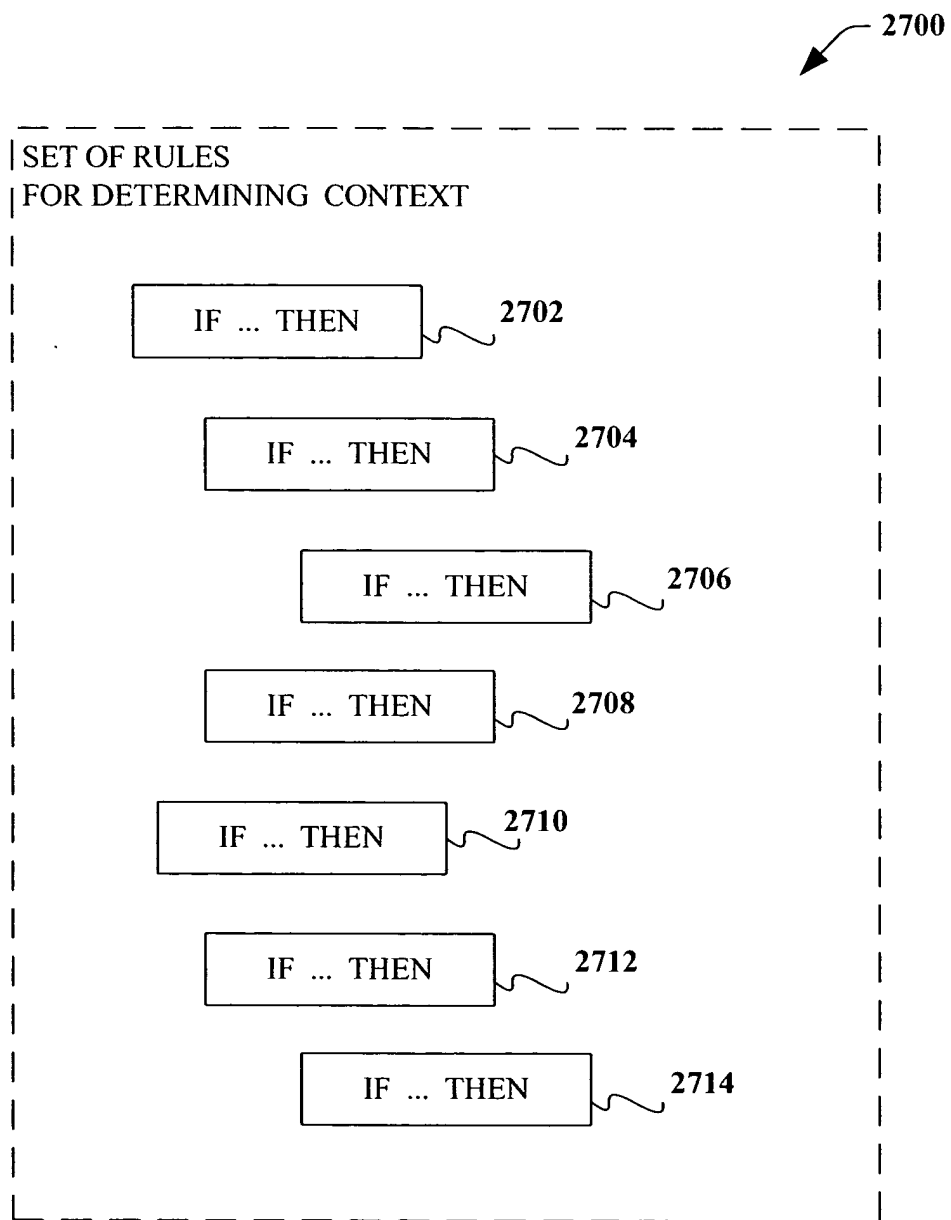 2700
SET OF RULES
FOR DETERMINING CONTEXT
IF ... THEN 2702
IF ... THEN 2704
IF ... THEN 2706
IF ... THEN 2708
IF ... THEN 2710
IF ... THEN 2712
IF ... THEN 2714